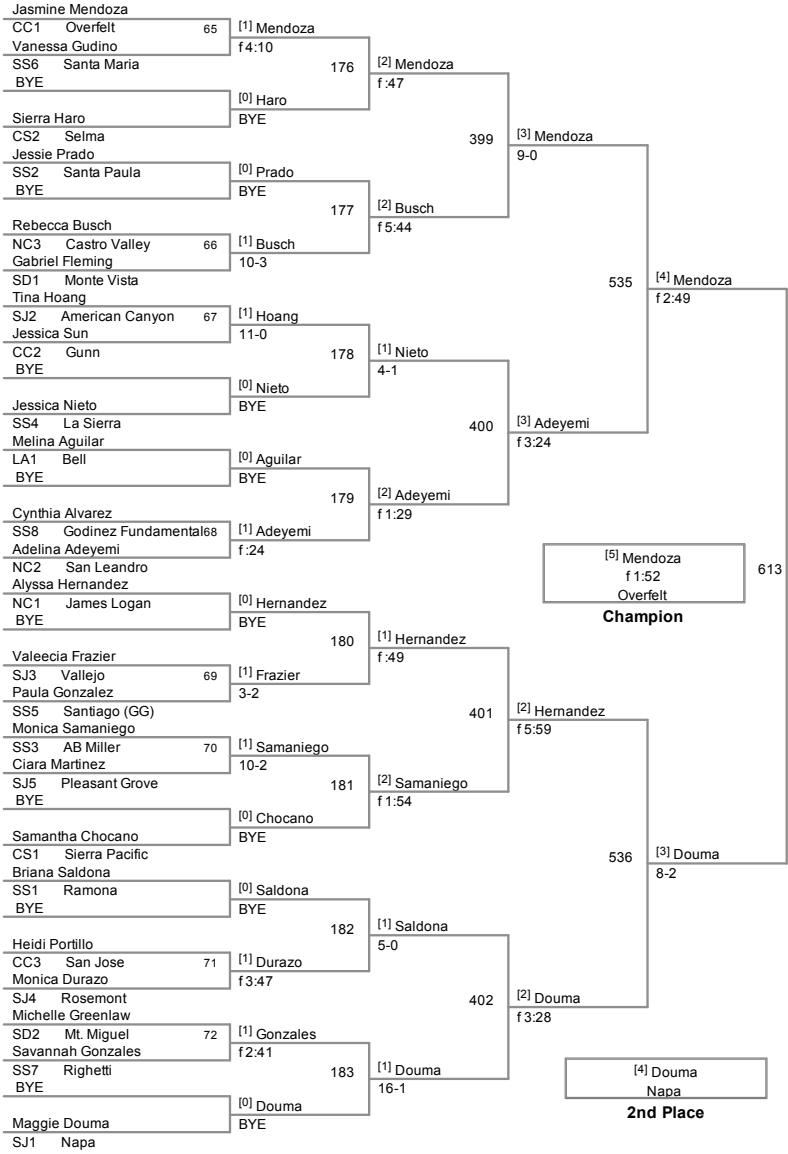 Jasmine Mendoza
CC1 Overfelt 65
Vanessa Gudino
SS6 Santa Maria
BYE
Sierra Haro
CS2 Selma
Jessie Prado
SS2 Santa Paula
BYE
Rebecca Busch
NC3 Castro Valley 66
Gabriel Fleming
SD1 Monte Vista
Tina Hoang
SJ2 American Canyon 67
Jessica Sun
CC2 Gunn
BYE
Jessica Nieto
SS4 La Sierra
Melina Aguilar
LA1 Bell
BYE
Cynthia Alvarez
SS8 Godinez Fundamental 68
Adelina Adeyemi
NC2 San Leandro
Alyssa Hernandez
NC1 James Logan
BYE
Valeecia Frazier
SJ3 Vallejo 69
Paula Gonzalez
SS5 Santiago (GG)
Monica Samaniego
SS3 AB Miller 70
Ciara Martinez
SJ5 Pleasant Grove
BYE
Samantha Chocano
CS1 Sierra Pacific
Briana Saldona
SS1 Ramona
BYE
Heidi Portillo
CC3 San Jose 71
Monica Durazo
SJ4 Rosemont
Michelle Greenlaw
SD2 Mt. Miguel 72
Savannah Gonzales
SS7 Righetti
BYE
Maggie Douma
SJ1 Napa
[1] Mendoza
f 4:10
176
[0] Haro
BYE
[0] Prado
BYE
177
[1] Busch
10-3
[1] Hoang
11-0
178
[0] Nieto
BYE
[0] Aguilar
BYE
179
[1] Adeyemi
f :24
[0] Hernandez
BYE
180
[1] Frazier
3-2
[1] Samaniego
10-2
181
[0] Chocano
BYE
[0] Saldona
BYE
182
[1] Durazo
f 3:47
[1] Gonzales
f 2:41
183
[0] Douma
BYE
[2] Mendoza
f :47
399
[2] Busch
f 5:44
[1] Nieto
4-1
400
[2] Adeyemi
f 1:29
[1] Hernandez
f :49
401
[2] Samaniego
f 1:54
[1] Saldona
5-0
402
[1] Douma
16-1
[3] Mendoza
9-0
535
[3] Adeyemi
f 3:24
[2] Hernandez
f 5:59
536
[2] Douma
f 3:28
[4] Mendoza
f 2:49
613
[3] Douma
8-2
[5] Mendoza
f 1:52
Overfelt
Champion
[4] Douma
Napa
2nd Place